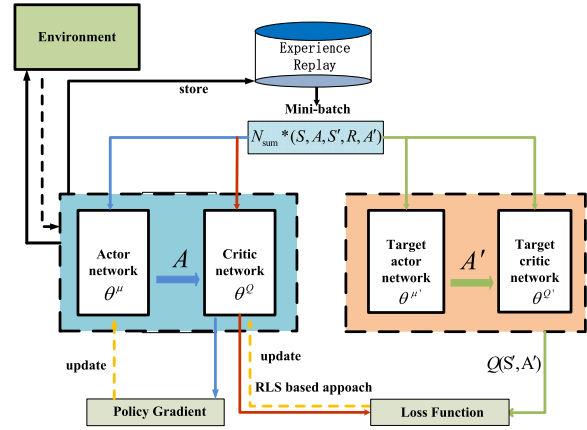 Environment
Experience
Replay
store
Mini-batch
N_sum*(S, A, S′, R, A′)
Actor
network
θ^μ
A
Critic
network
θ^Q
Target
actor
network
θ^μ'
A′
Target
critic
network
θ^Q'
update
update
RLS based appoach
Q(S′,A′)
Policy Gradient
Loss Function